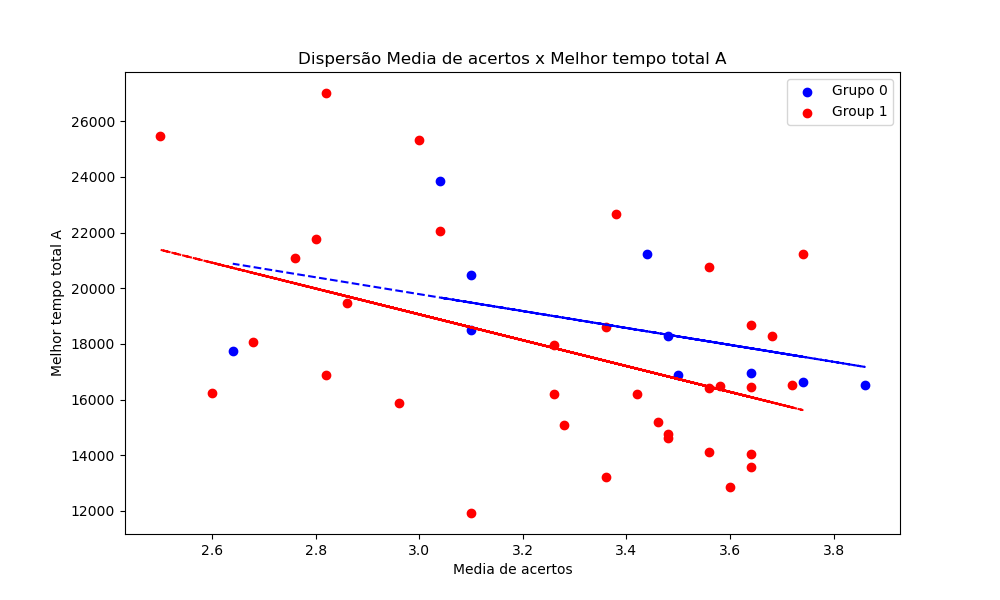 Dispersão Media de acertos x Melhor tempo total A
Grupo 0
Group 1
Melhor tempo total A
26000
24000
22000
20000
18000
16000
14000
12000
2.6 2.8 3.0 3.2 3.4 3.6 3.8
Media de acertos